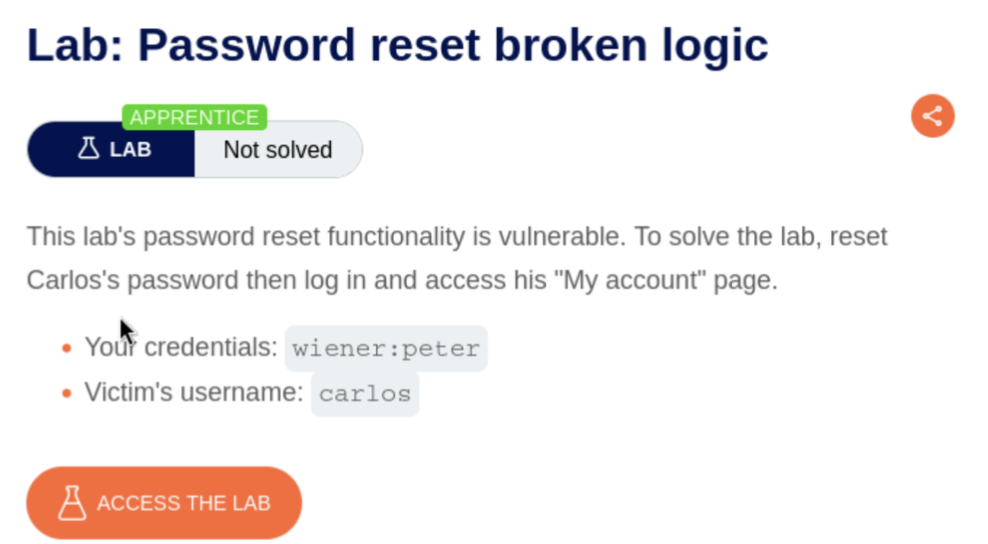 Lab: Password reset broken logic
APPRENTICE
LAB Not solved
This lab's password reset functionality is vulnerable. To solve the lab, reset
Carlos's password then log in and access his "My account" page.
Your credentials: wiener:peter
Victim's username: carlos
ACCESS THE LAB